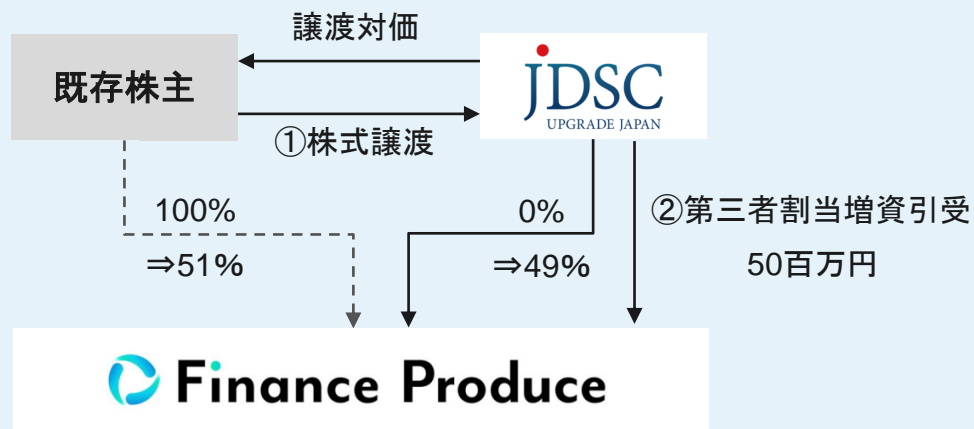 譲渡対価
既存株主
JDSC
UPGRADE JAPAN
①株式譲渡
100%
⇒51%
0%
⇒49%
②第三者割当増資引受
50百万円
Finance Produce